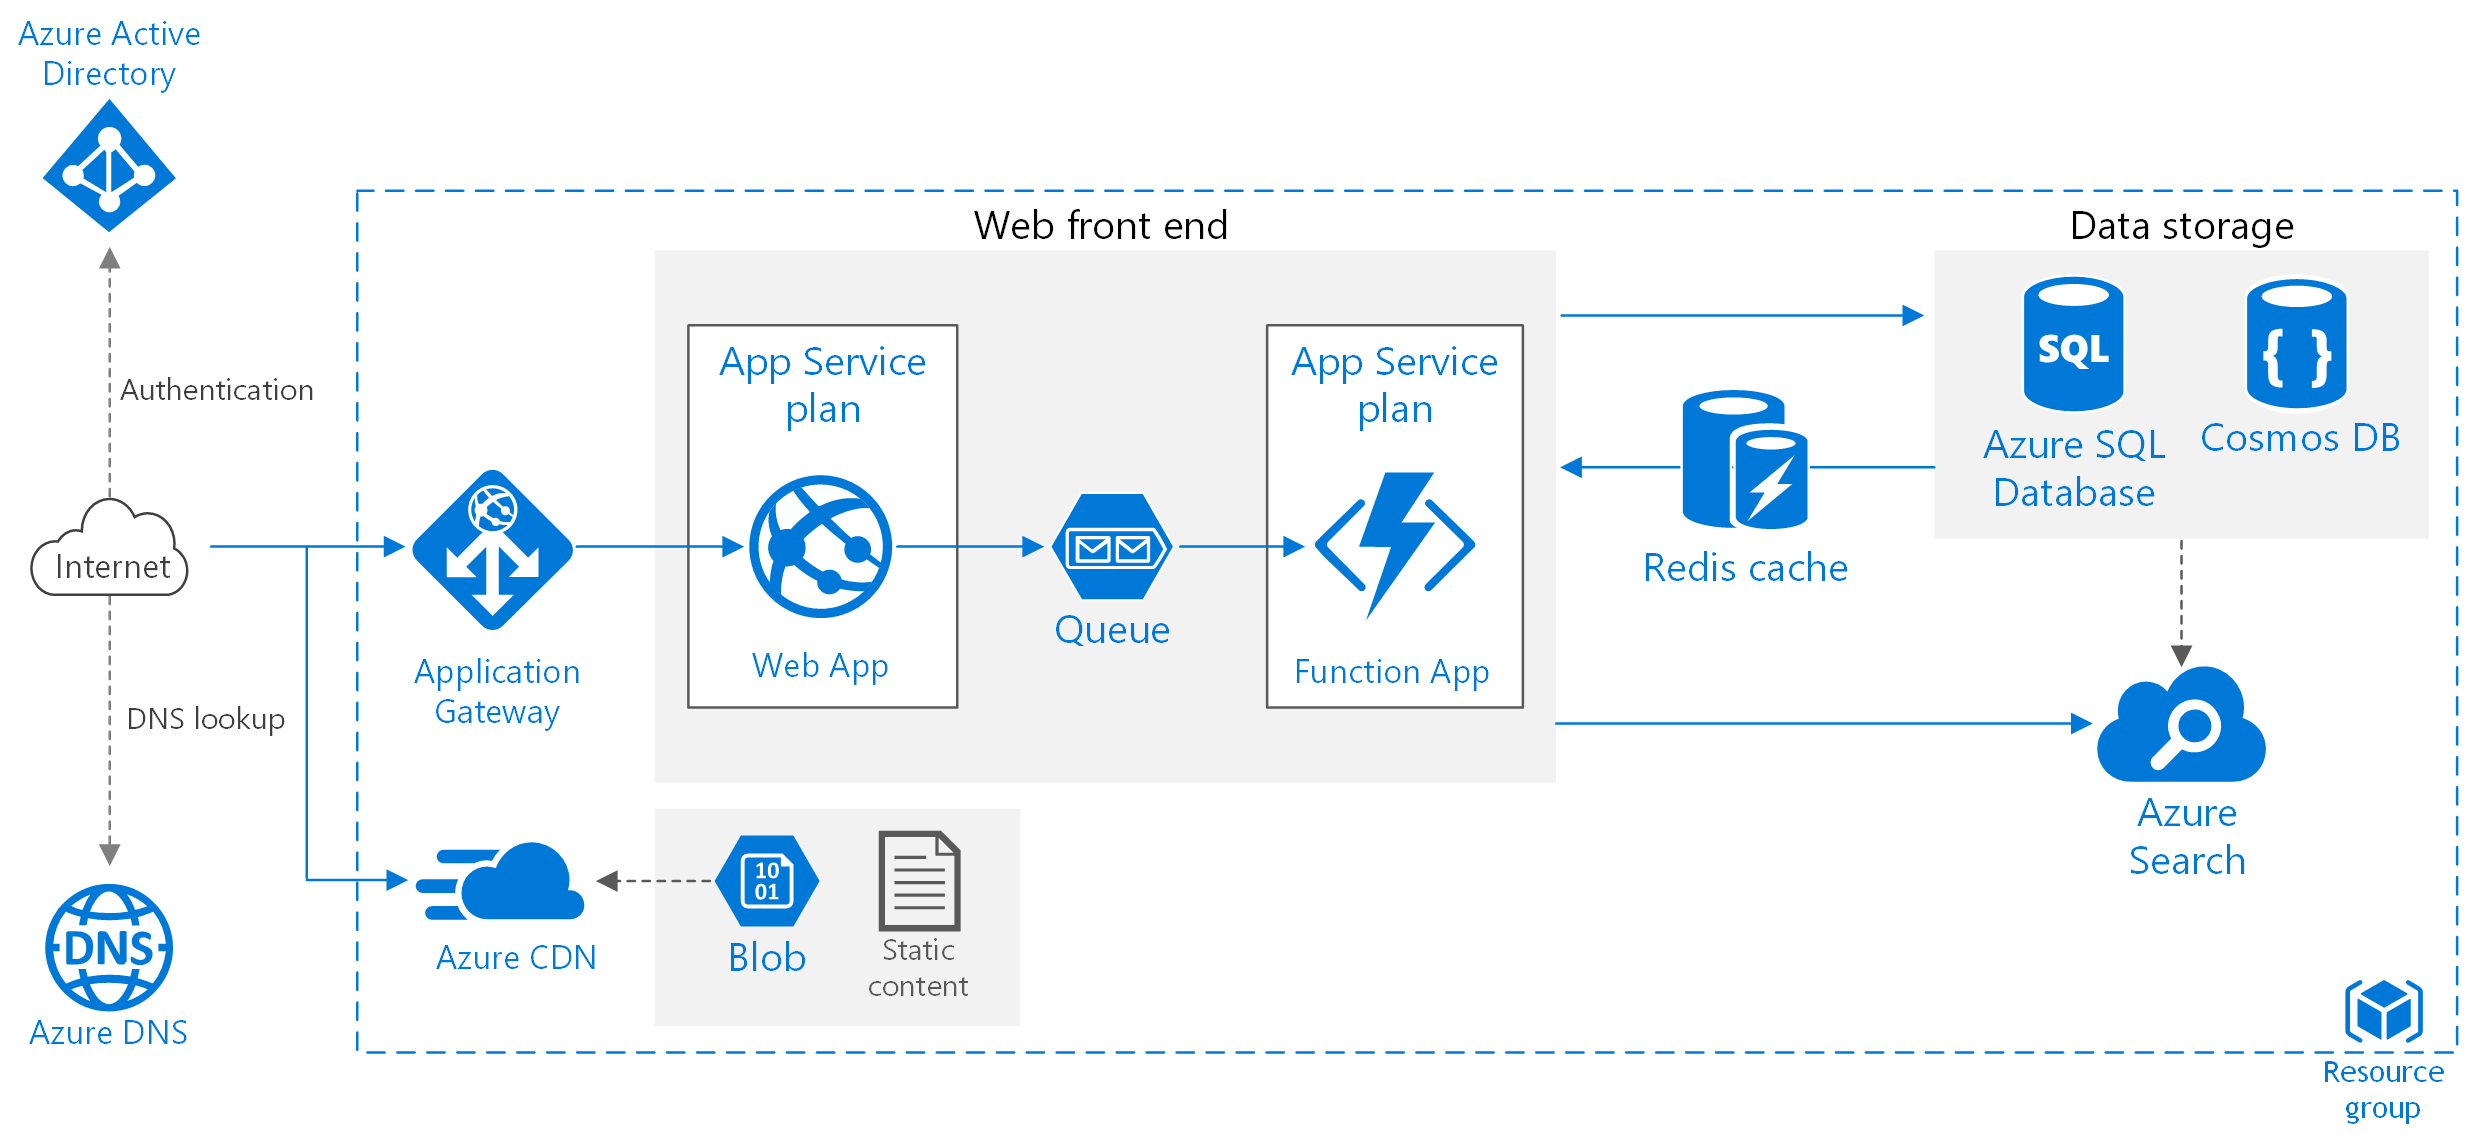 Azure Active
Directory
Authentication
Internet
DNS lookup
DNS
Azure DNS
Application
Gateway
Azure CDN
Web front end
App Service
plan
Web App
Queue
App Service
plan
Function App
10
01
Blob
Static
content
Redis cache
Data storage
SQL
Azure SQL
Database
{ }
Cosmos DB
Azure
Search
Resource
group